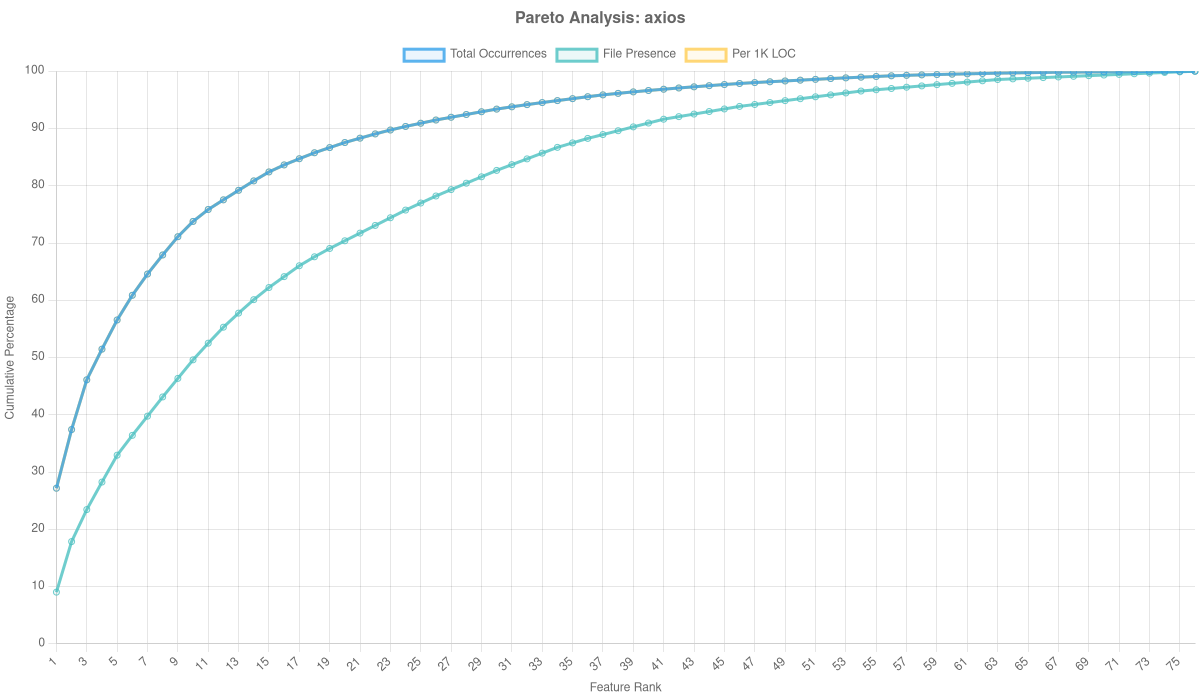 Pareto Analysis: axios
Total Occurrences File Presence Per 1K LOC
100
90
80
70
60
50
40
30
20
10
0
Cumulative Percentage
1 3 5 7 9 11 13 15 17 19 21 23 25 27 29 31 33 35 37 39 41 43 45 47 49 51 53 55 57 59 61 63 65 67 69 71 73 75
Feature Rank